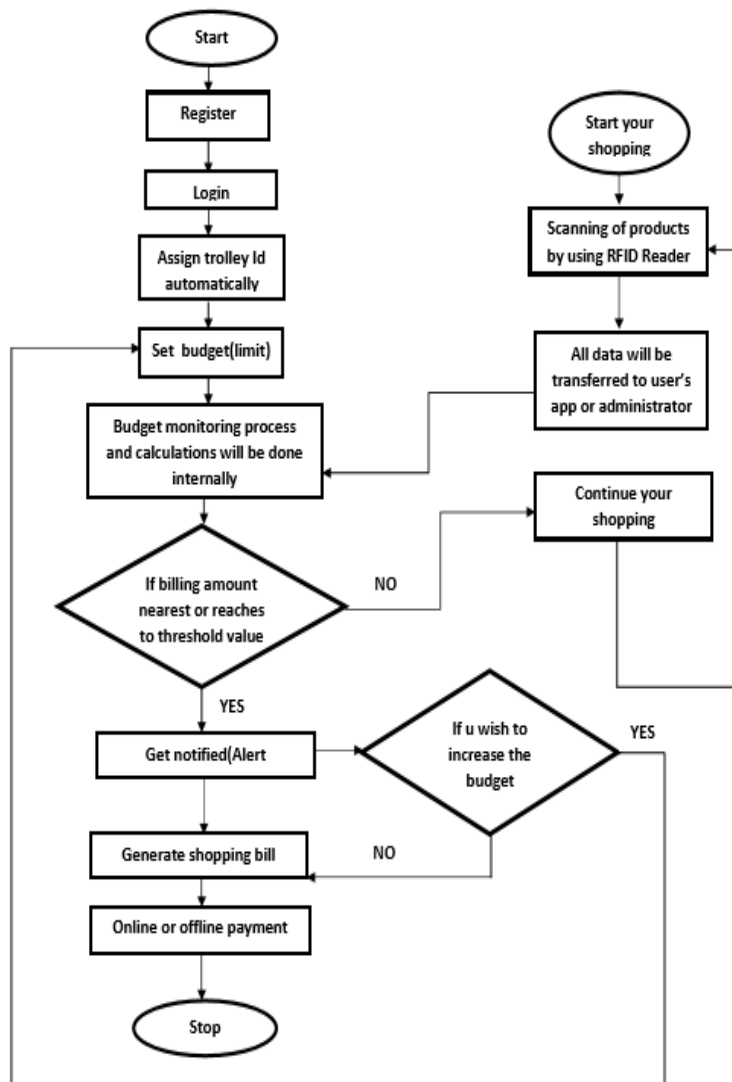 Start
Register
Login
Assign trolley Id
automatically
Set budget(limit)
Budget monitoring process
and calculations will be done
internally
If billing amount
nearest or reaches
to threshold value
NO
YES
Get notified(Alert
Generate shopping bill
Online or offline payment
Stop
Start your
shopping
Scanning of products
by using RFID Reader
All data will be
transferred to user's
app or administrator
Continue your
shopping
If u wish to
increase the
budget
YES
NO